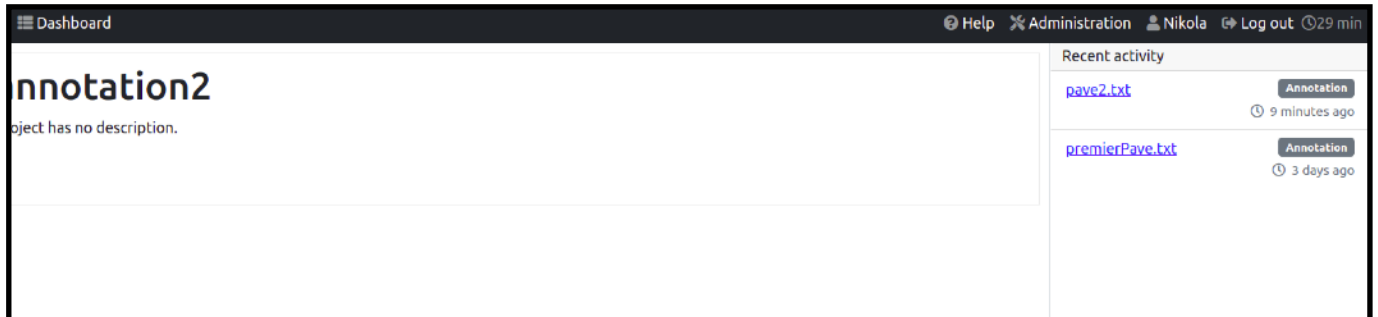 Dashboard Help Administration Nikola Log out 29 min
nnotation2
oject has no description.
Recent activity
pave2.txt Annotation
9 minutes ago
premierPave.txt Annotation
3 days ago